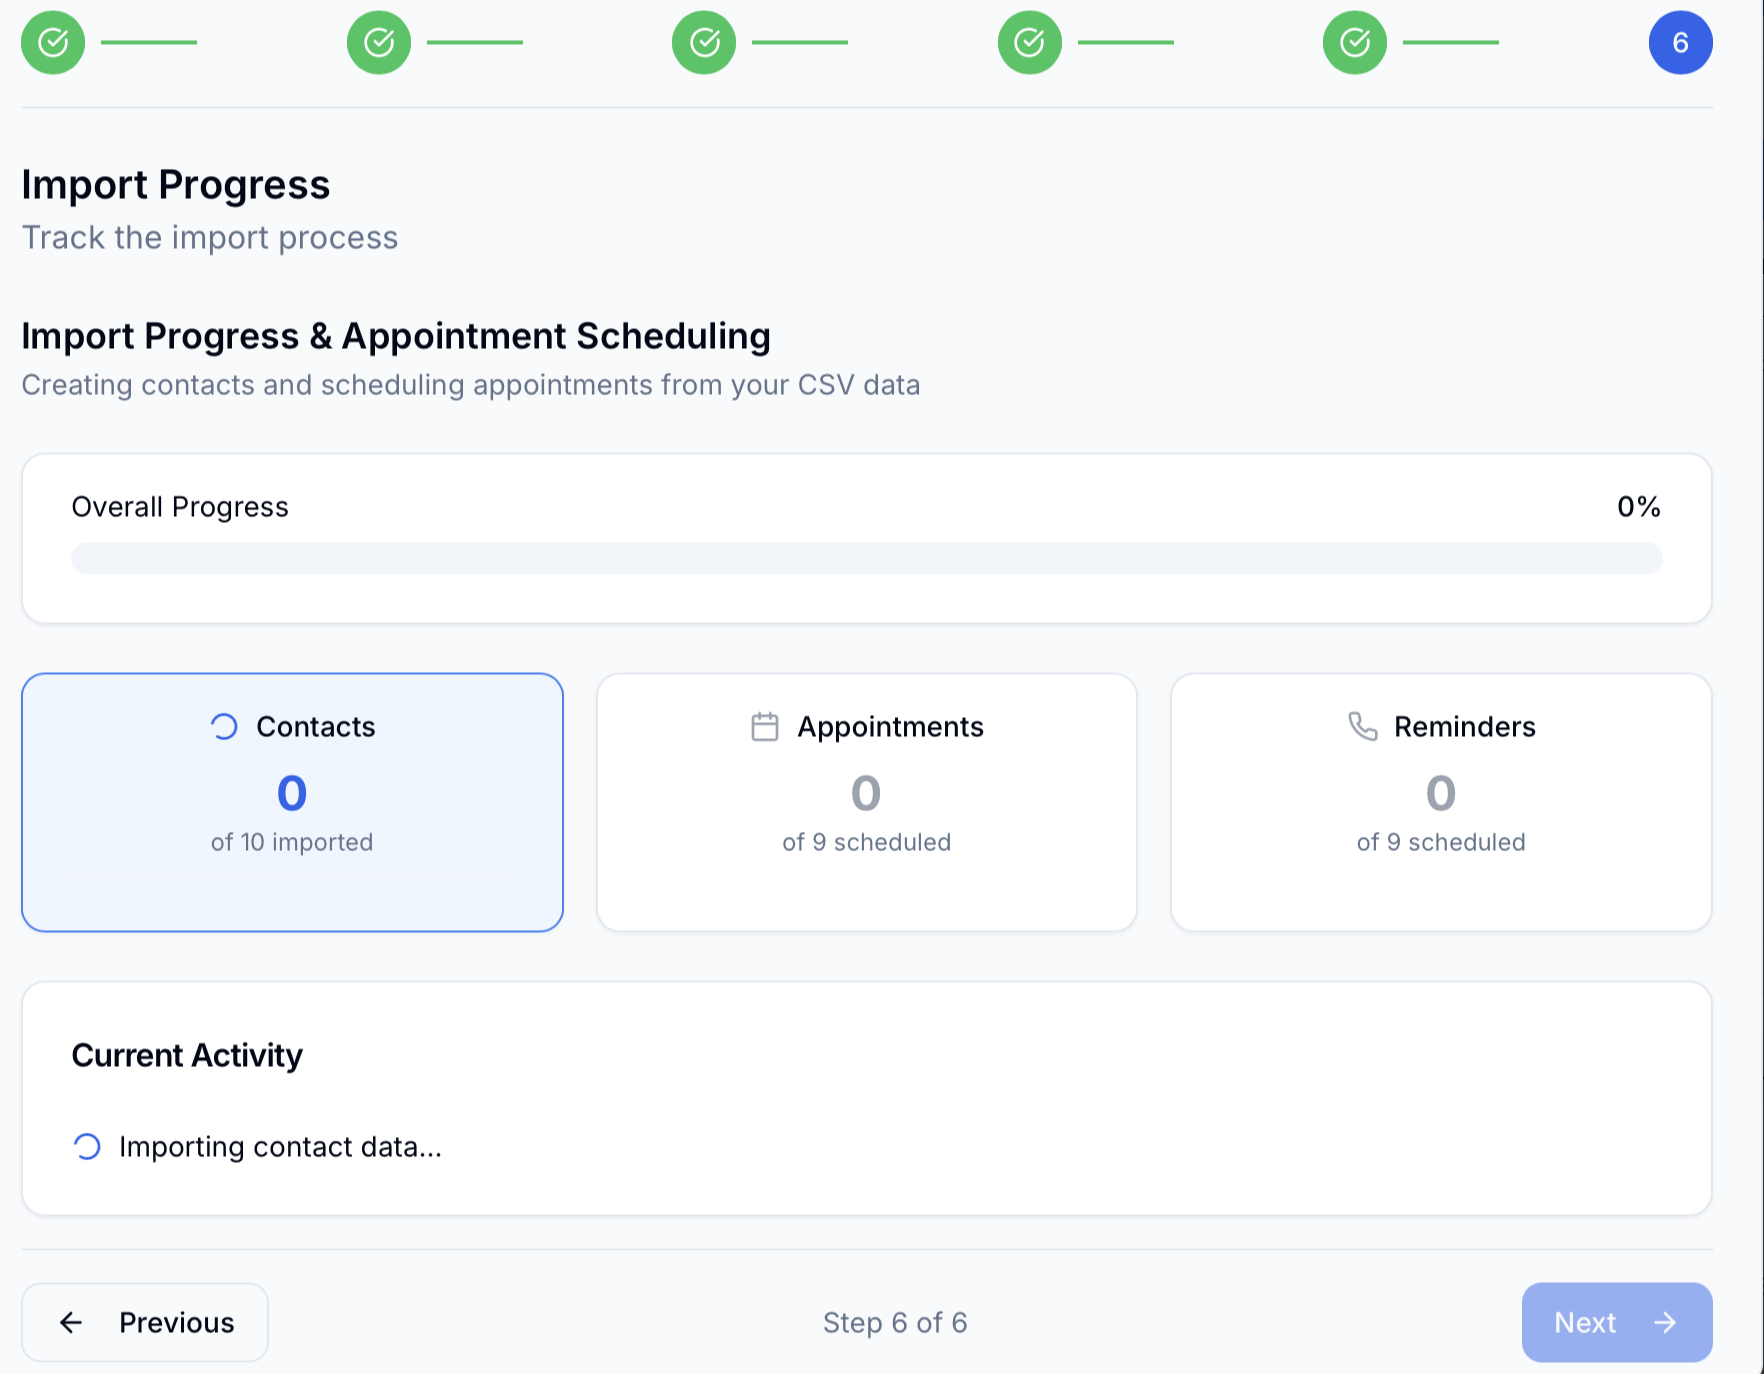 6
Import Progress
Track the import process
Import Progress & Appointment Scheduling
Creating contacts and scheduling appointments from your CSV data
Overall Progress 0%
Contacts
0
of 10 imported
Appointments
0
of 9 scheduled
Reminders
0
of 9 scheduled
Current Activity
Importing contact data...
Previous
Step 6 of 6
Next